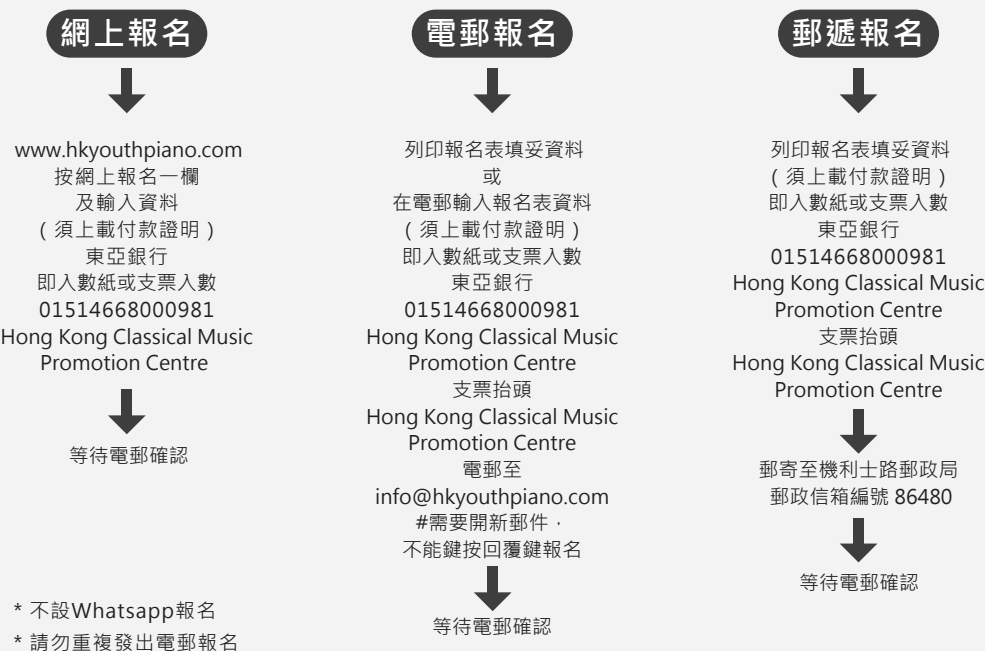 網上報名
www.hkyouthpiano.com
按網上報名一欄
及輸入資料
(須上載付款證明)
東亞銀行
即入數紙或支票入數
01514668000981
Hong Kong Classical Music
Promotion Centre
等待電郵確認
* 不設Whatsapp報名
* 請勿重複發出電郵報名
電郵報名
列印報名表填妥資料
或
在電郵輸入報名表資料
(須上載付款證明)
即入數紙或支票入數
東亞銀行
01514668000981
Hong Kong Classical Music
Promotion Centre
支票抬頭
Hong Kong Classical Music
Promotion Centre
電郵至
info@hkyouthpiano.com
#需要開新郵件，
不能鍵按回覆鍵報名
等待電郵確認
郵遞報名
列印報名表填妥資料
(須上載付款證明)
即入數紙或支票入數
東亞銀行
01514668000981
Hong Kong Classical Music
Promotion Centre
支票抬頭
Hong Kong Classical Music
Promotion Centre
郵寄至機利士路郵政局
郵政信箱編號 86480
等待電郵確認